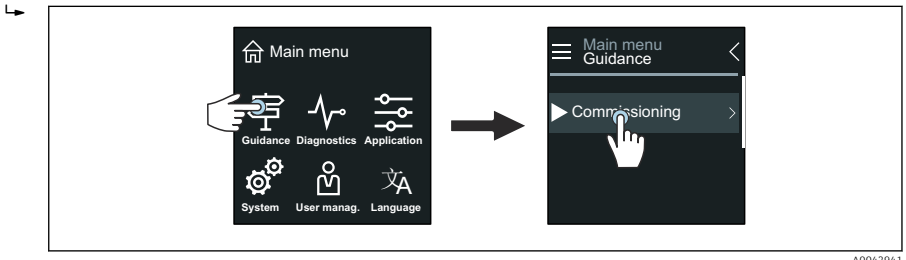 Main menu
Guidance Diagnostics Application
System User manag. Language
Main menu
Guidance
Commissioning
A0042941